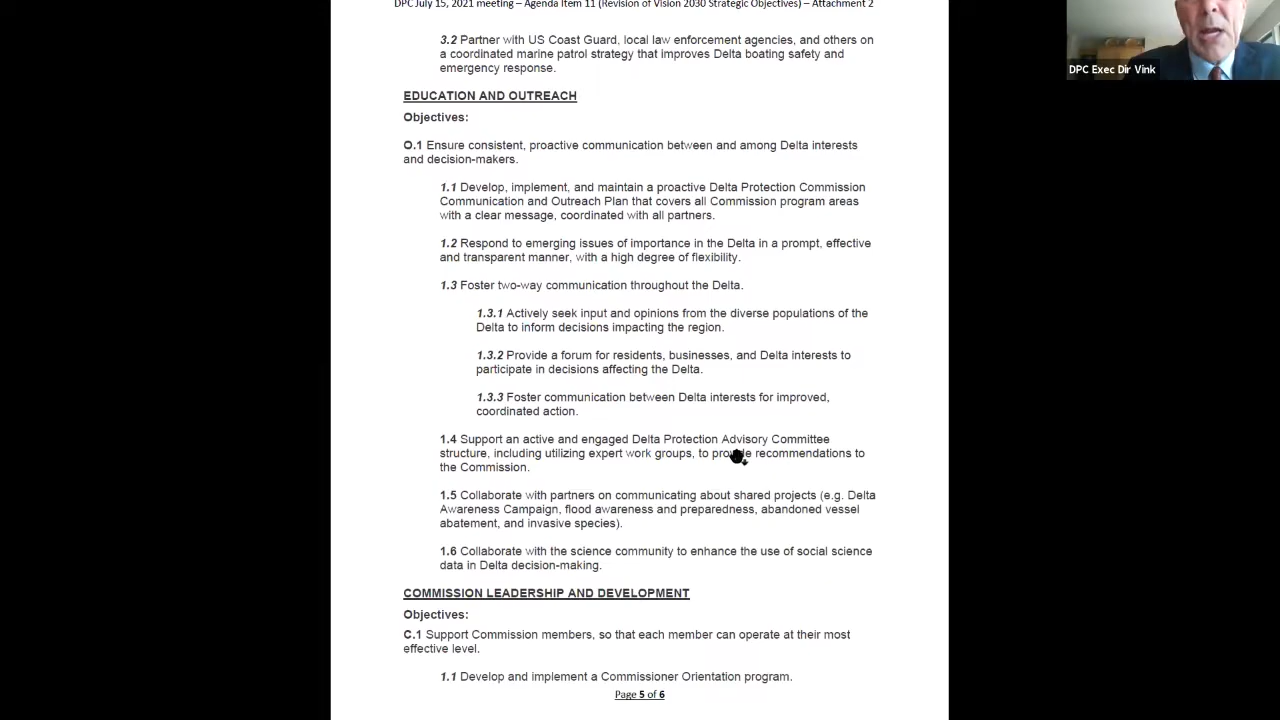 DPC July 15, 2021 meeting – Agenda Item 11 (Revision of Vision 2030 Strategic Objectives) – Attachment 2
DPC Exec Dir Vink
3.2 Partner with US Coast Guard, local law enforcement agencies, and others on
a coordinated marine patrol strategy that improves Delta boating safety and
emergency response.
EDUCATION AND OUTREACH
Objectives:
O.1 Ensure consistent, proactive communication between and among Delta interests
and decision-makers.
1.1 Develop, implement, and maintain a proactive Delta Protection Commission
Communication and Outreach Plan that covers all Commission program areas
with a clear message, coordinated with all partners.
1.2 Respond to emerging issues of importance in the Delta in a prompt, effective
and transparent manner, with a high degree of flexibility.
1.3 Foster two-way communication throughout the Delta.
1.3.1 Actively seek input and opinions from the diverse populations of the
Delta to inform decisions impacting the region.
1.3.2 Provide a forum for residents, businesses, and Delta interests to
participate in decisions affecting the Delta.
1.3.3 Foster communication between Delta interests for improved,
coordinated action.
1.4 Support an active and engaged Delta Protection Advisory Committee
structure, including utilizing expert work groups, to provide recommendations to
the Commission.
1.5 Collaborate with partners on communicating about shared projects (e.g. Delta
Awareness Campaign, flood awareness and preparedness, abandoned vessel
abatement, and invasive species).
1.6 Collaborate with the science community to enhance the use of social science
data in Delta decision-making.
COMMISSION LEADERSHIP AND DEVELOPMENT
Objectives:
C.1 Support Commission members, so that each member can operate at their most
effective level.
1.1 Develop and implement a Commissioner Orientation program.
Page 5 of 6